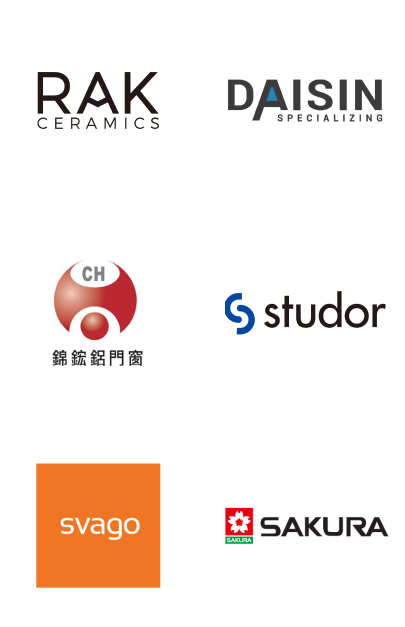 RAK
CERAMICS
DAISIN
SPECIALIZING
CH
錦鋐鋁門窗
studor
svago
SAKURA
SAKURA